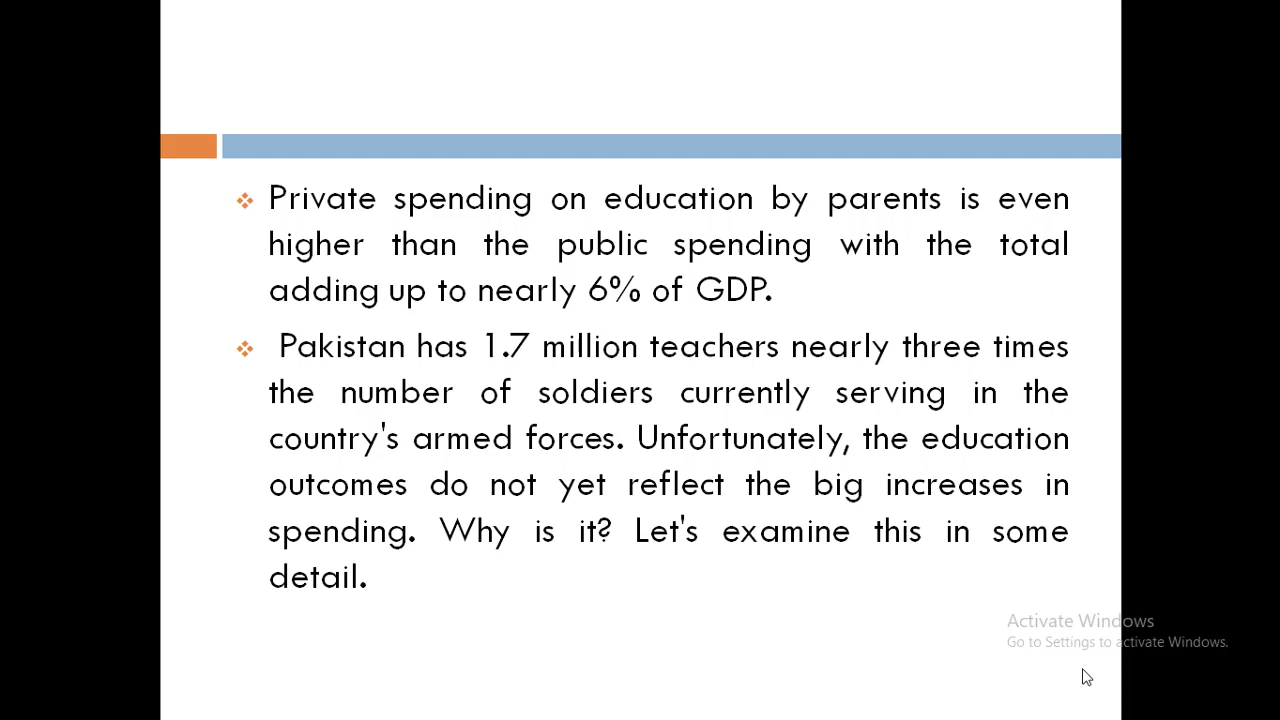 Private spending on education by parents is even
higher than the public spending with the total
adding up to nearly 6% of GDP.
Pakistan has 1.7 million teachers nearly three times
the number of soldiers currently serving in the
country's armed forces. Unfortunately, the education
outcomes do not yet reflect the big increases in
spending. Why is it? Let's examine this in some
detail.
Activate Windows
Go to Settings to activate Windows.